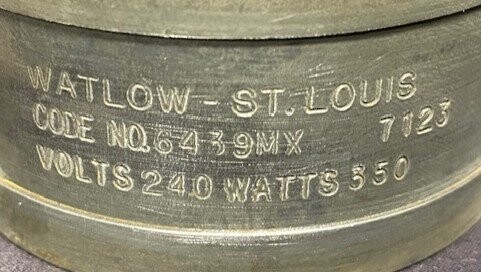 WATLOW - ST. LOUIS
CODE NO. 6439MX 7123
VOLTS 240 WATTS 350